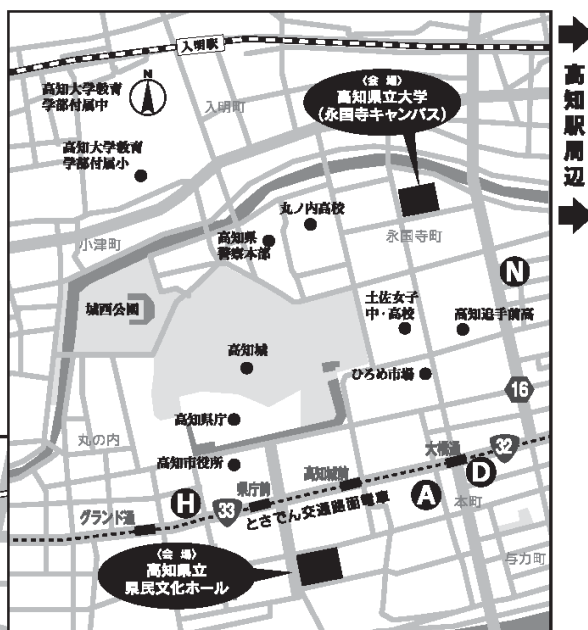 入明駅
高知大学教育
学部付属中
N
入明町
〈会 場〉
高知県立大学
(永国寺キャンパス)
高知駅周辺
高知大学教育
学部付属小
丸ノ内高校
高知県
警察本部
永国寺町
小津町
N
城西公園
土佐女子
中・高校
高知追手前高
高知城
ひろめ市場
16
高知県庁
丸の内
高知市役所
大橋通
32
高知城前
D
県庁前
A
本町
H
33
グランド通
とさでん交通路面電車
〈会 場〉
高知県立
県民文化ホール
与力町